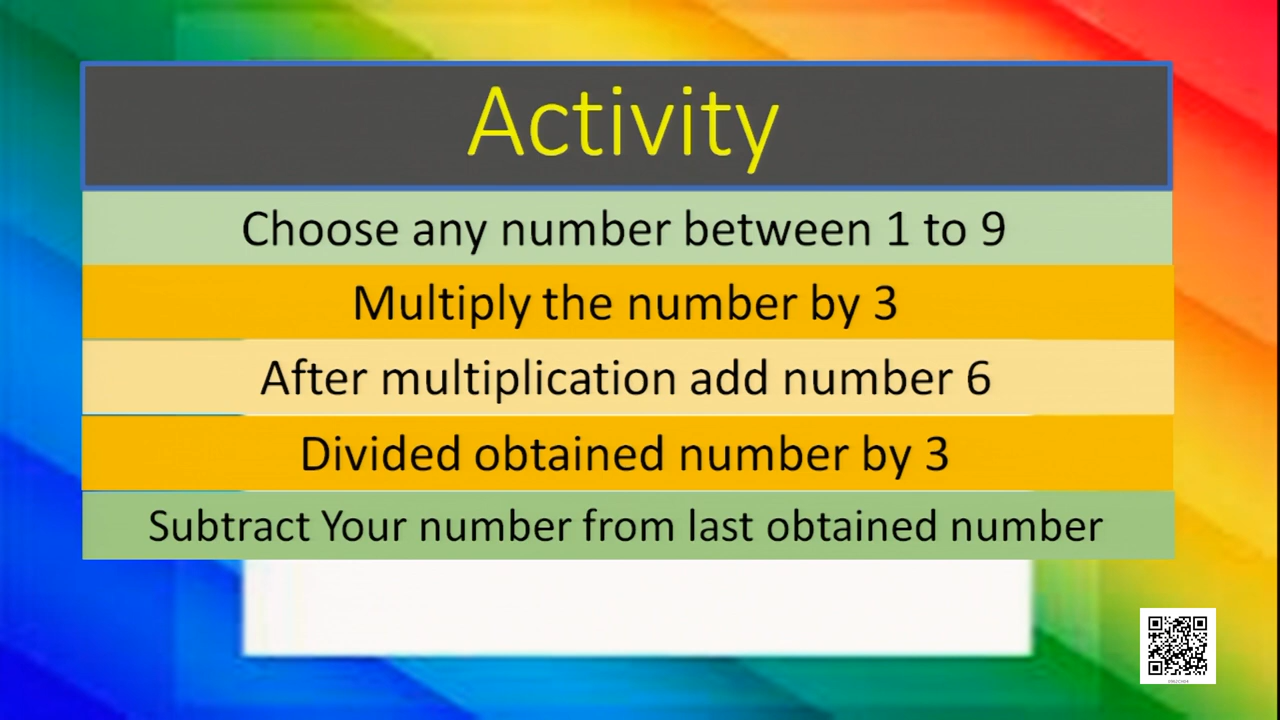 Activity
Choose any number between 1 to 9
Multiply the number by 3
After multiplication add number 6
Divided obtained number by 3
Subtract Your number from last obtained number